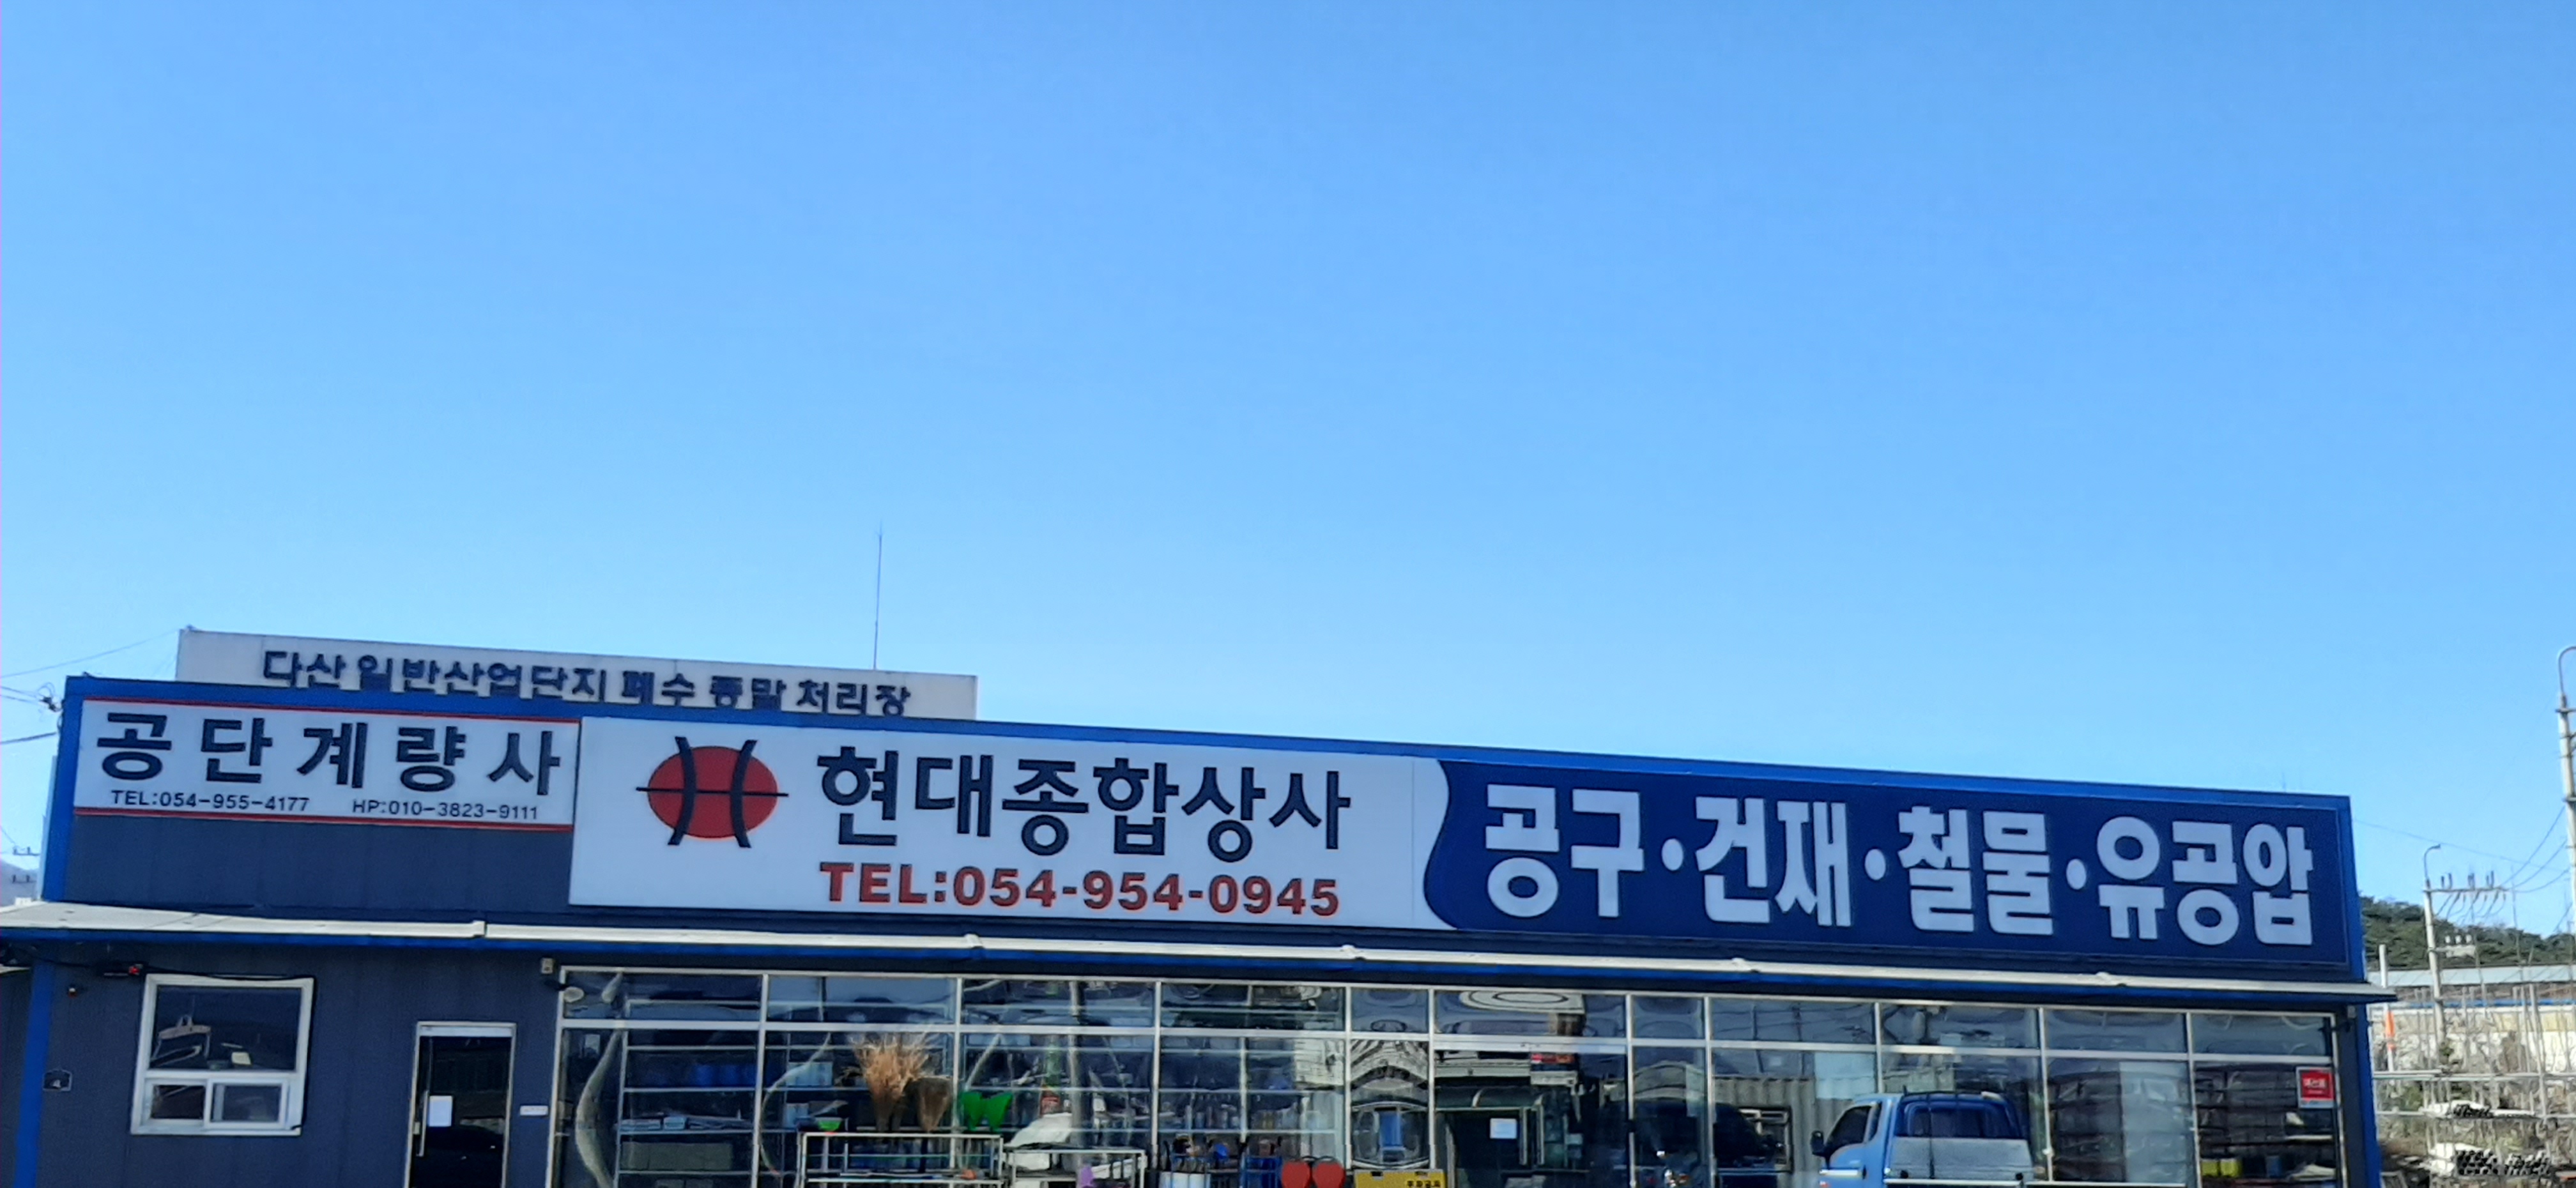 다산 일반산업단지 폐수 종말 처리장
공단계량사
TEL:054-955-4177 HP:010-3823-9111
현대종합상사
TEL:054-954-0945
공구·건재·철물·유공압